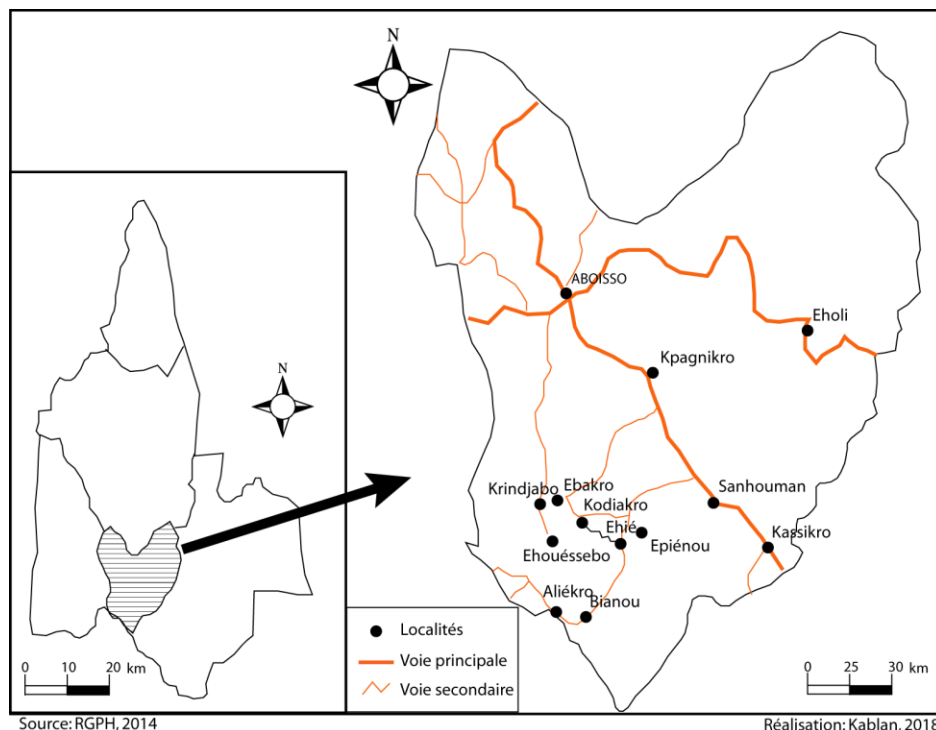 N
N
ABOISSO
Eholi
Kpagnikro
Sanhouman
Krindjabo
Ebakro
Kodiakro
Ehié
Epiénou
Kassikro
Ehouéssebo
Aliékro
Bianou
Localités
Voie principale
Voie secondaire
0 10 20 km
0 25 30 km
Source: RGPH, 2014
Réalisation: Kablan, 2018